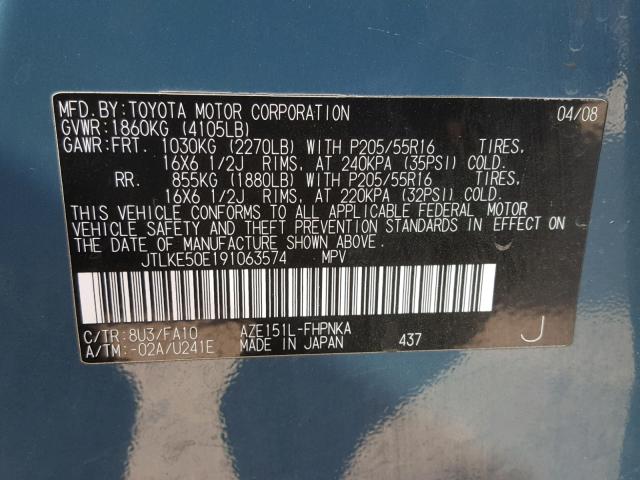 MFD.BY:TOYOTA MOTOR CORPORATION 04/08
GVWR:1860KG (4105LB)
GAWR:FRT. 1030KG (2270LB) WITH P205/55R16 TIRES,
16X6 1/2J RIMS, AT 240KPA (35PSI) COLD.
RR. 855KG (1880LB) WITH P205/55R16 TIRES,
16X6 1/2J RIMS, AT 220KPA (32PSI) COLD.
THIS VEHICLE CONFORMS TO ALL APPLICABLE FEDERAL MOTOR
VEHICLE SAFETY AND THEFT PREVENTION STANDARDS IN EFFECT ON
THE DATE OF MANUFACTURE SHOWN ABOVE.
JTLKE50E191063574 MPV
C/TR:8U3/FA10 AZE151L-FHPNKA
A/TM:-02A/U241E MADE IN JAPAN 437 J